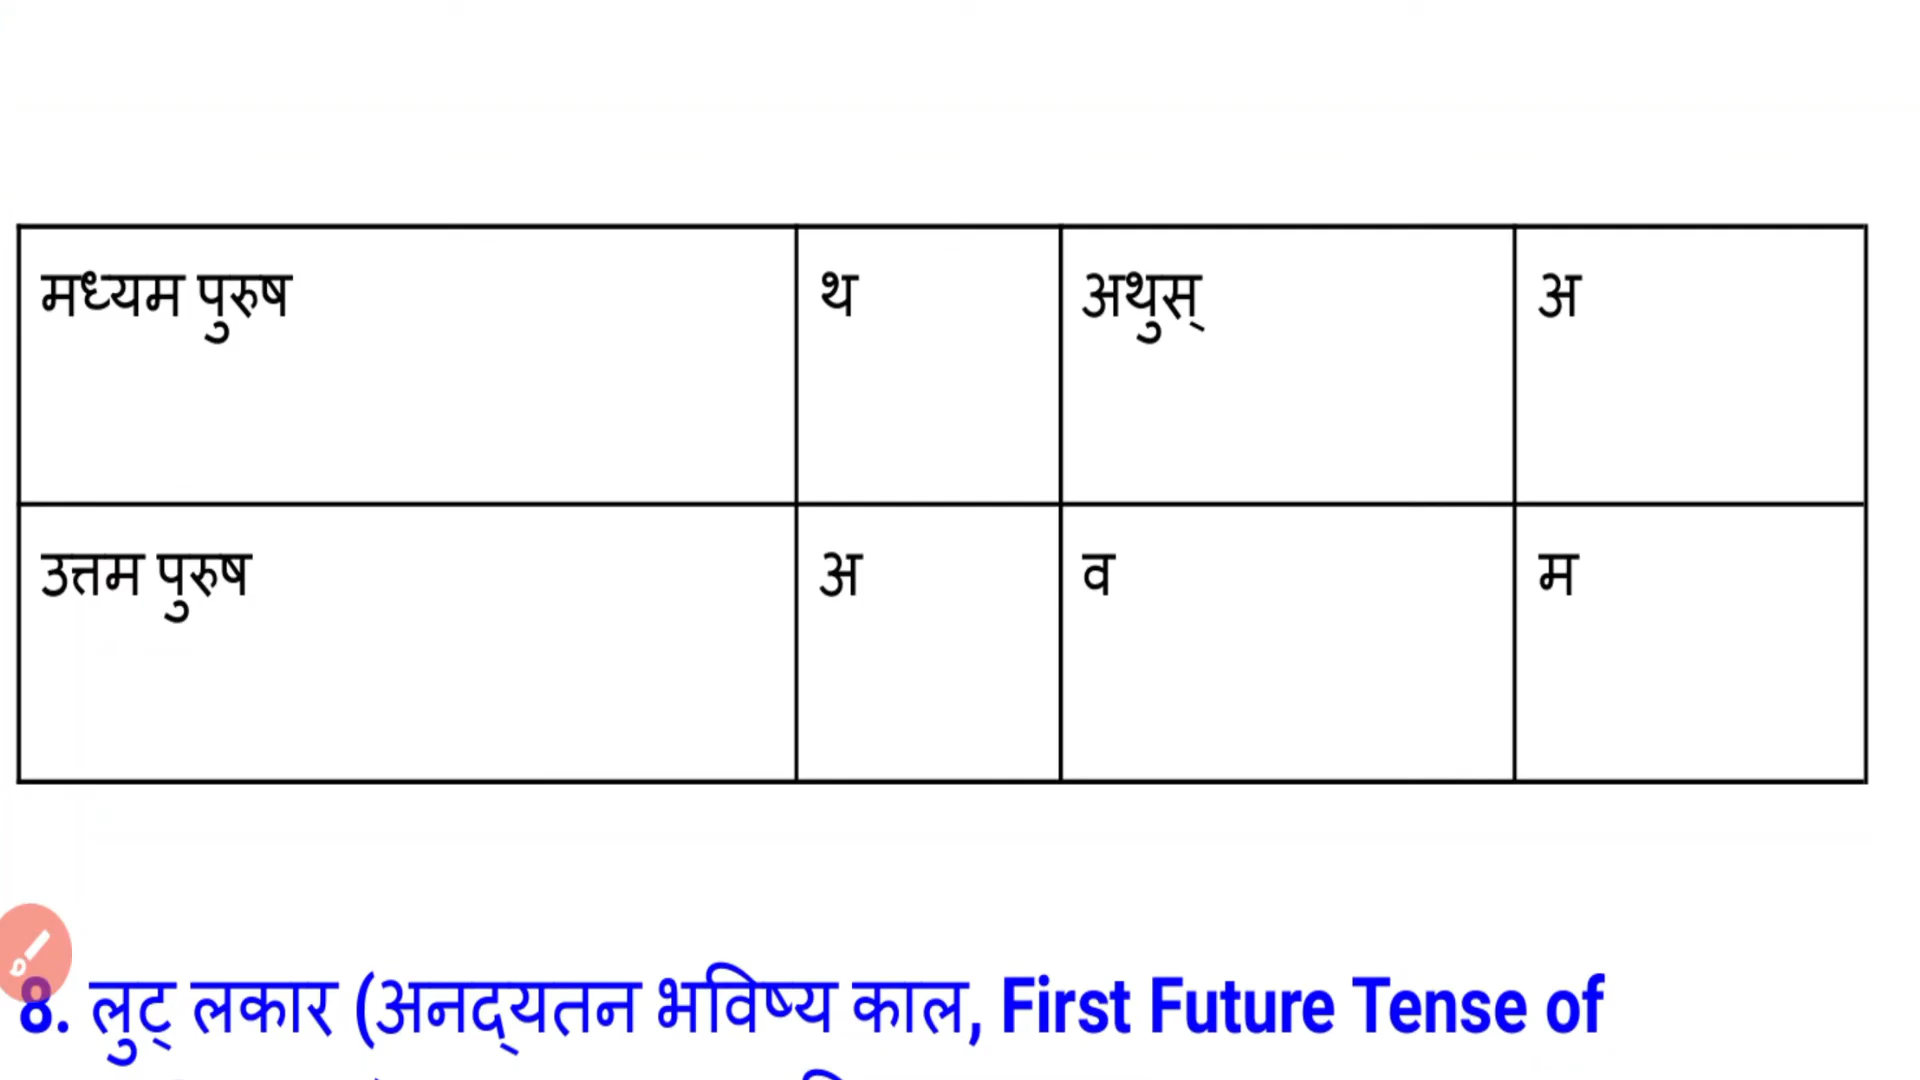 मध्यम पुरुष थ अथुस् अ
उत्तम पुरुष अ व म
8. लुट् लकार (अनद्यतन भविष्य काल, First Future Tense of